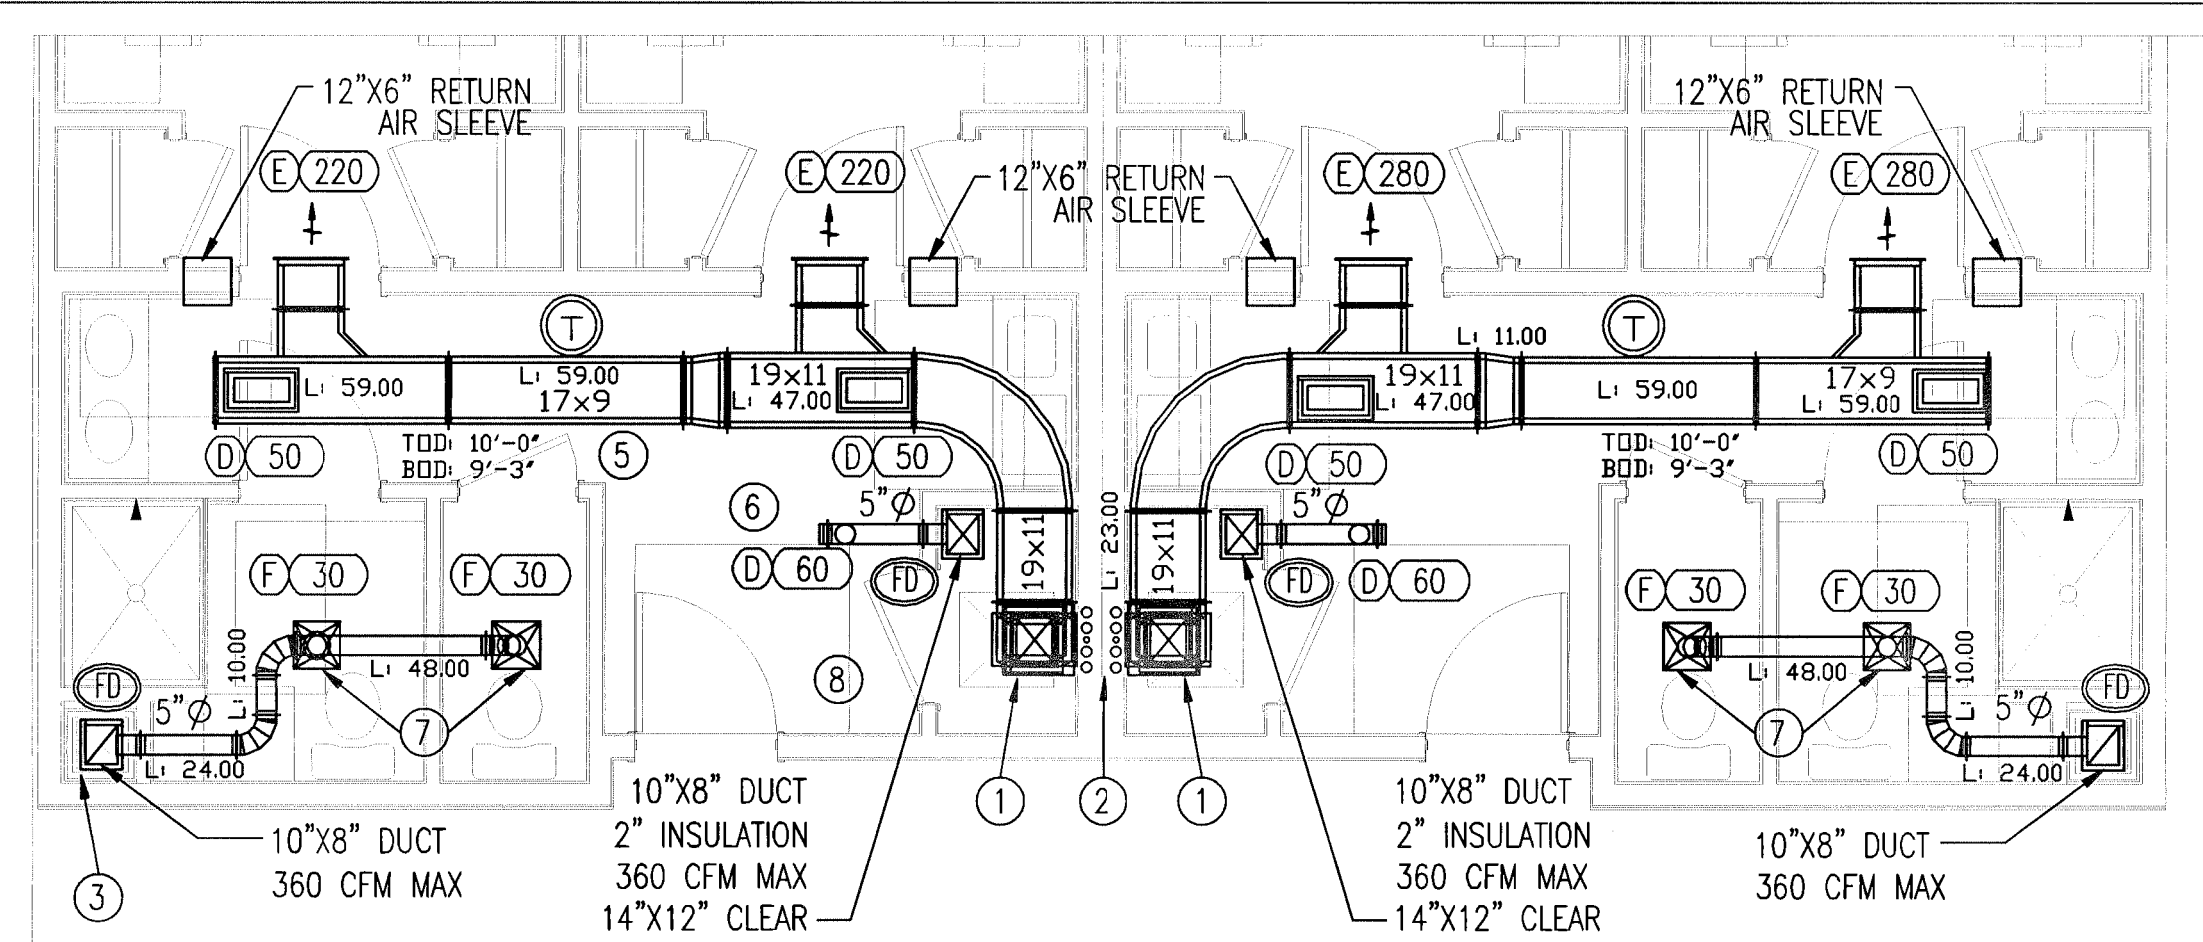 12"X6" RETURN
AIR SLEEVE
12"X6" RETURN
AIR SLEEVE
E 220
E 220
12"X6" RETURN
AIR SLEEVE
E 280
E 280
T
T
L: 11.00
L: 59.00
L: 59.00
17x9
19x11
L: 47.00
19x11
L: 47.00
L: 59.00
17x9
L: 59.00
D 50
TOD: 10'-0"
BOD: 9'-3"
5
D 50
D 50
TOD: 10'-0"
BOD: 9'-3"
D 50
6
5"Ø
19x11
L: 23.00
19x11
5"Ø
F 30
F 30
D 60
FD
FD
D 60
F 30
F 30
L: 10.00
L: 48.00
L: 48.00
L: 10.00
FD
5"Ø
7
8
7
5"Ø
FD
L: 24.00
L: 24.00
1
2
1
10"X8" DUCT
2" INSULATION
360 CFM MAX
14"X12" CLEAR
10"X8" DUCT
2" INSULATION
360 CFM MAX
14"X12" CLEAR
10"X8" DUCT
360 CFM MAX
10"X8" DUCT
360 CFM MAX
3